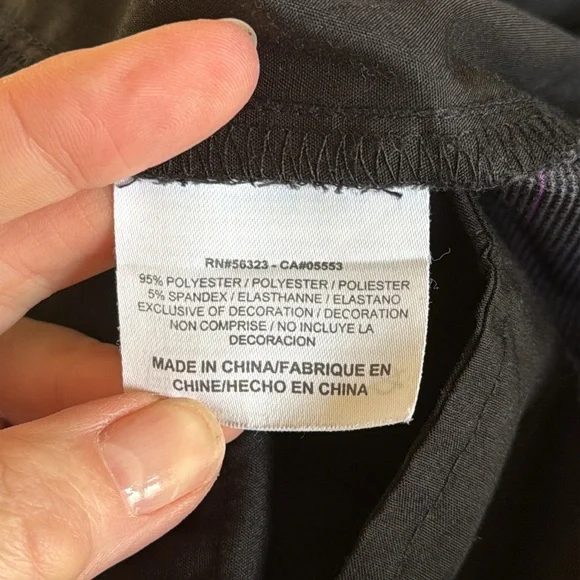 RN#56323 - CA#05553
95% POLYESTER / POLYESTER / POLIESTER
5% SPANDEX / ELASTHANNE / ELASTANO
EXCLUSIVE OF DECORATION / DECORATION
NON COMPRISE / NO INCLUYE LA
DECORACION
MADE IN CHINA/FABRIQUE EN
CHINE/HECHO EN CHINA